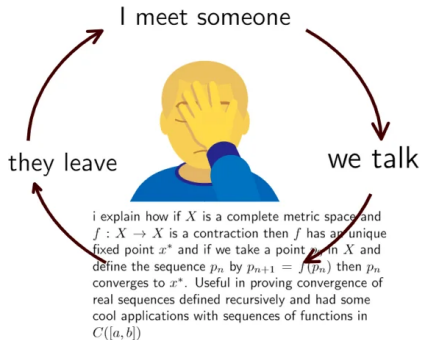 I meet someone
we talk
i explain how if X is a complete metric space and
f : X → X is a contraction then f has an unique
fixed point x* and if we take a point in X and
define the sequence pₙ by pₙ₊₁ = f(pₙ) then pₙ
converges to x*. Useful in proving convergence of
real sequences defined recursively and had some
cool applications with sequences of functions in
C([a, b])
they leave